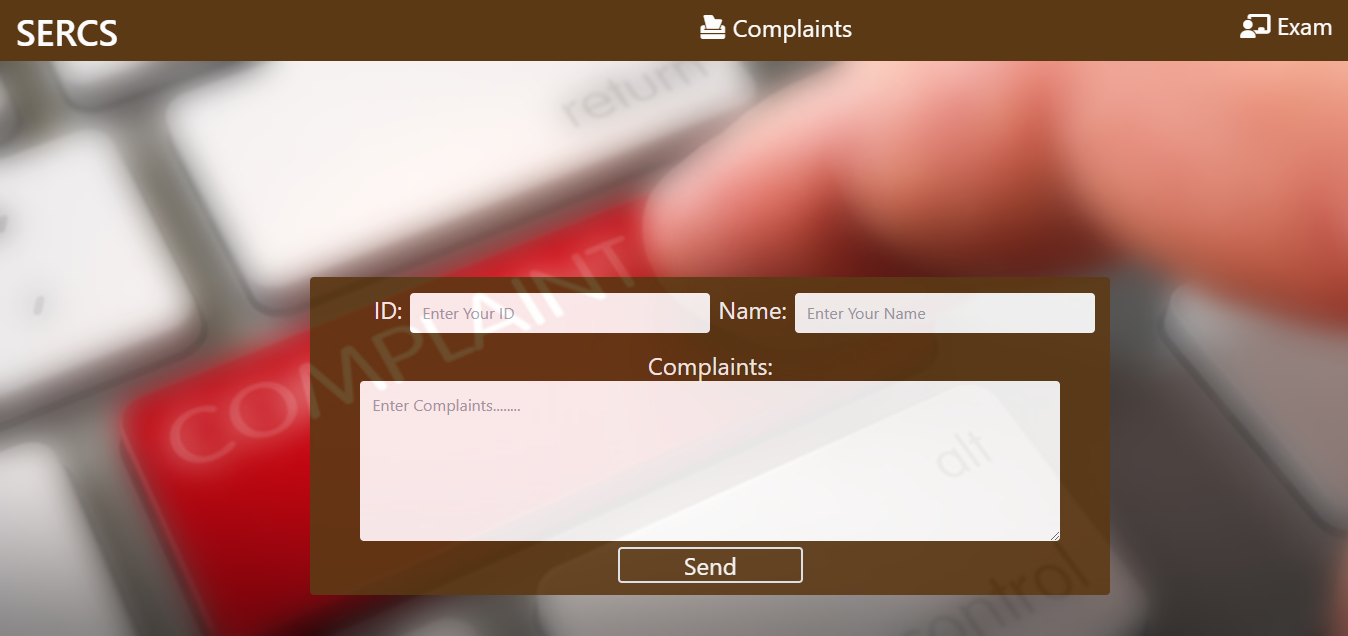 SERCS Complaints Exam
return
COMPLAINT
ID: Enter Your ID Name: Enter Your Name
Complaints:
Enter Complaints........
alt
Send
control